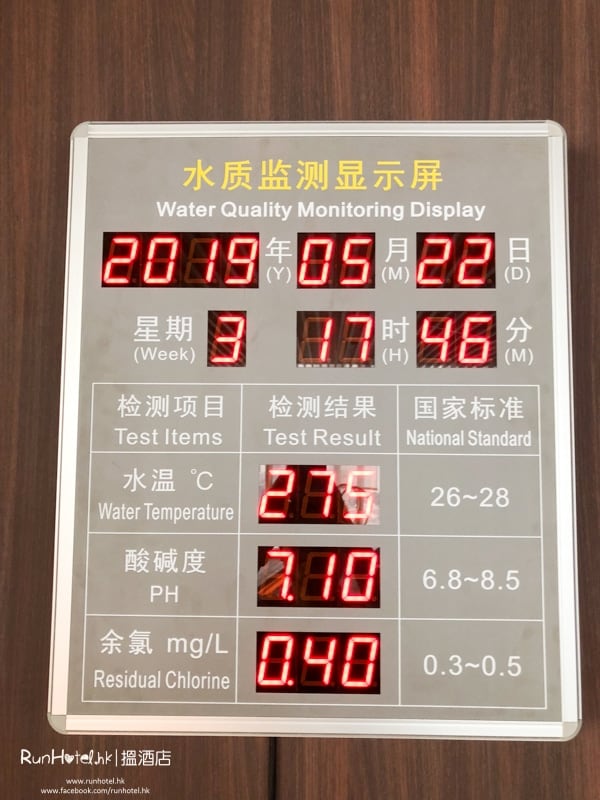 水质监测显示屏
Water Quality Monitoring Display
2019 年 (Y) 05 月 (M) 22 日 (D)
星期 (Week) 3 17 时 (H) 46 分 (M)
检测项目 检测结果 国家标准
Test Items Test Result National Standard
水温 ℃ 275 26~28
Water Temperature
酸碱度 7.10 6.8~8.5
PH
余氯 mg/L 0.40 0.3~0.5
Residual Chlorine
RunHotel.hk|搵酒店
www.runhotel.hk
www.facebook.com/runhotel.hk